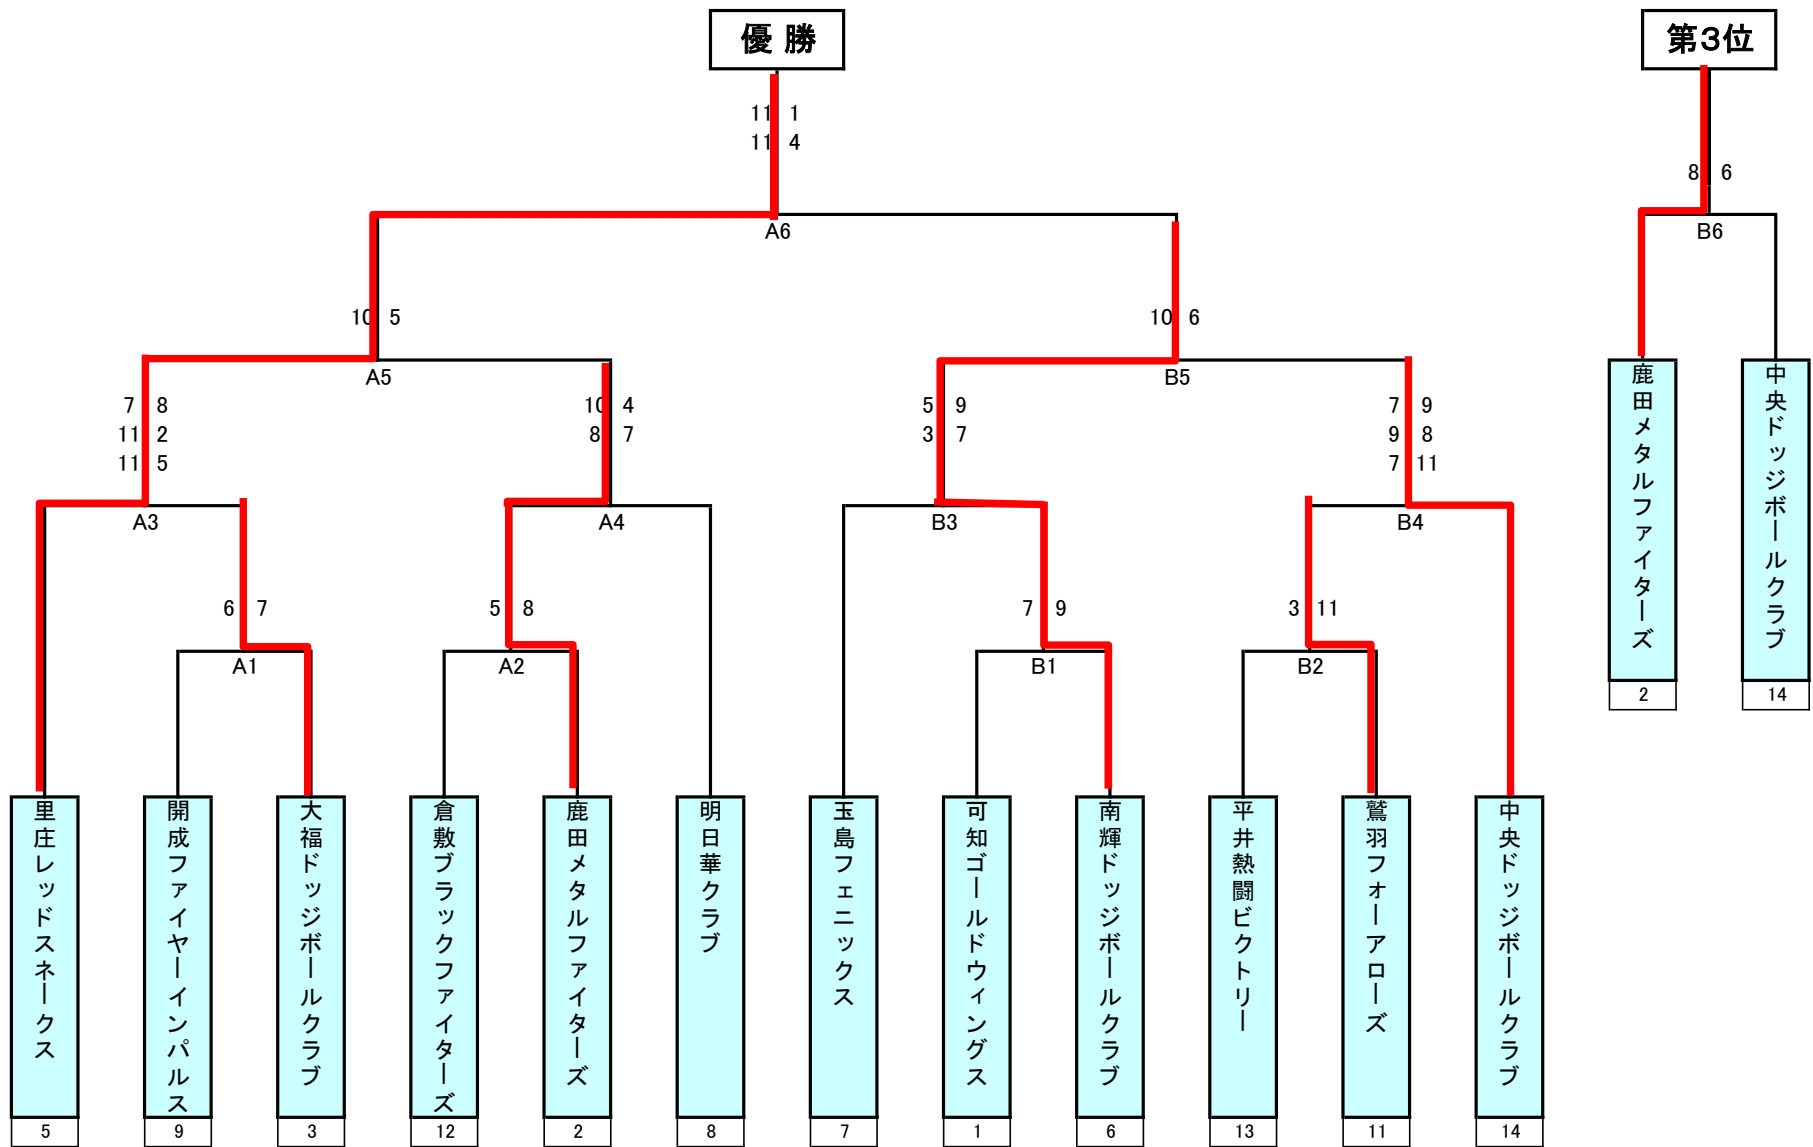 優 勝
第3位
11 1
11 4
8 6
A6
B6
10 5
10 6
A5
B5
7 8
11 2
11 5
10 4
8 7
5 9
3 7
7 9
9 8
7 11
A3
A4
B3
B4
6 7
5 8
7 9
3 11
A1
A2
B1
B2
鹿田メタルファイターズ
中央ドッジボールクラブ
2
14
里庄レッドスネークス
開成ファイヤーインパルス
大福ドッジボールクラブ
倉敷ブラックファイターズ
鹿田メタルファイターズ
明日華クラブ
玉島フェニックス
可知ゴールドウィングス
南輝ドッジボールクラブ
平井熱闘ビクトリー
鷲羽フォーアローズ
中央ドッジボールクラブ
5
9
3
12
2
8
7
1
6
13
11
14